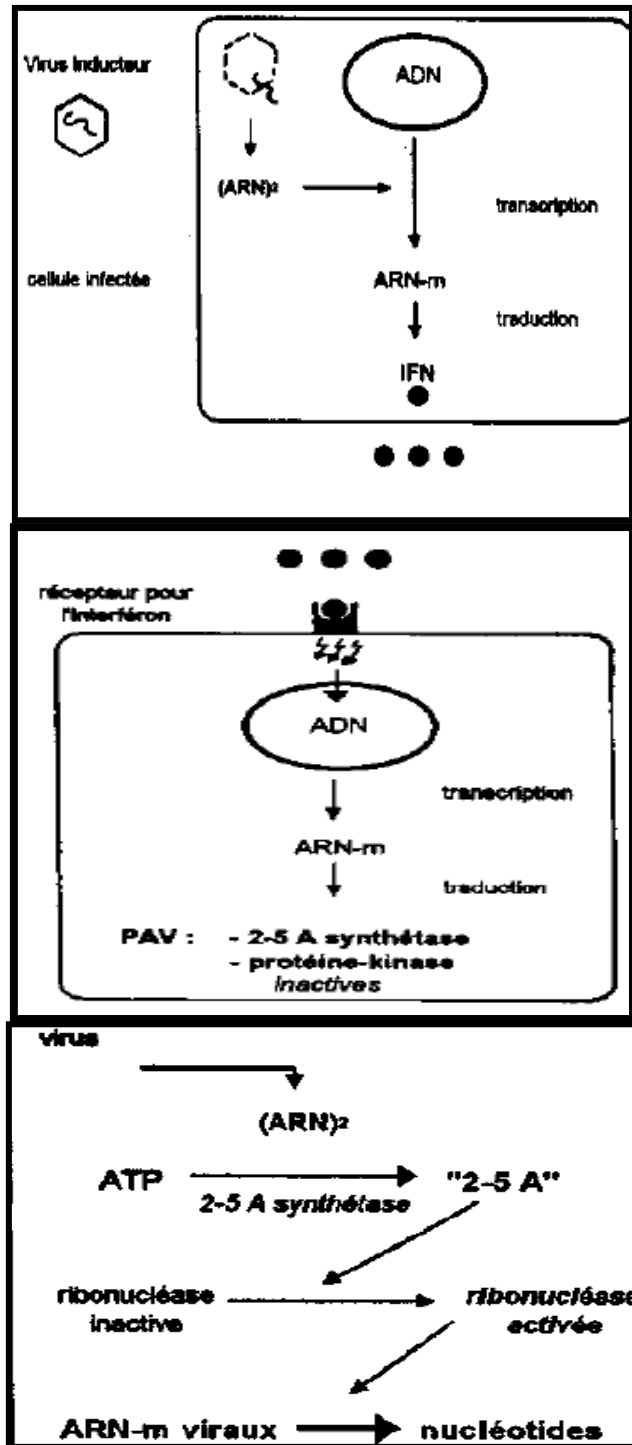 Virus Inducteur
ADN
(ARN)²
transcription
cellule infectée
ARN-m
traduction
IFN
récepteur pour
l'Interféron
ADN
transcription
ARN-m
traduction
PAV : - 2-5 A synthétase
- protéine-kinase
inactives
virus
(ARN)²
ATP
2-5 A synthétase
"2-5 A"
ribonucléase
inactive
ribonucléase
activée
ARN-m viraux
nucléotides